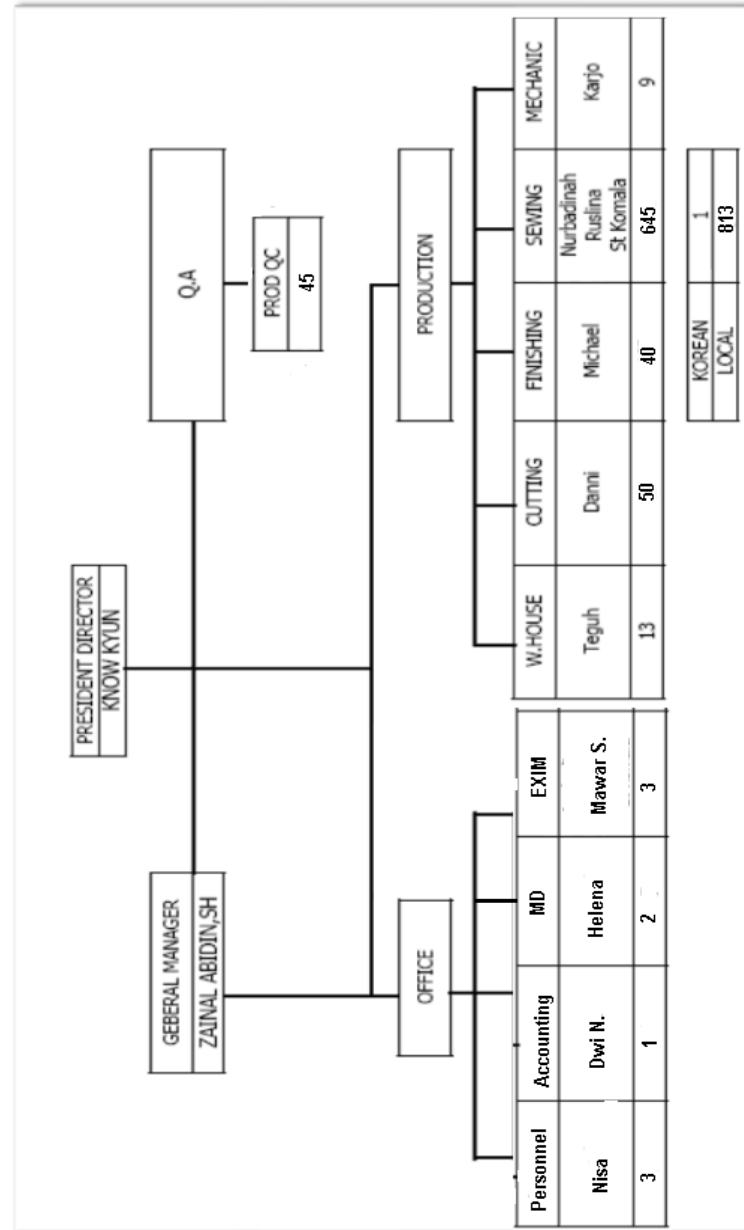 PRESIDENT DIRECTOR
KNOW KYUN
GEBERAL MANAGER
ZAINAL ABIDIN,SH
Q.A
PROD QC
45
OFFICE
PRODUCTION
Personnel
Accounting
MD
EXIM
W.HOUSE
CUTTING
FINISHING
SEWING
MECHANIC
Nisa
Dwi N.
Helena
Mawar S.
Teguh
Danni
Michael
Nurbadinah
Ruslina
St Komala
Karjo
3
1
2
3
13
50
40
645
9
KOREAN 1
LOCAL 813